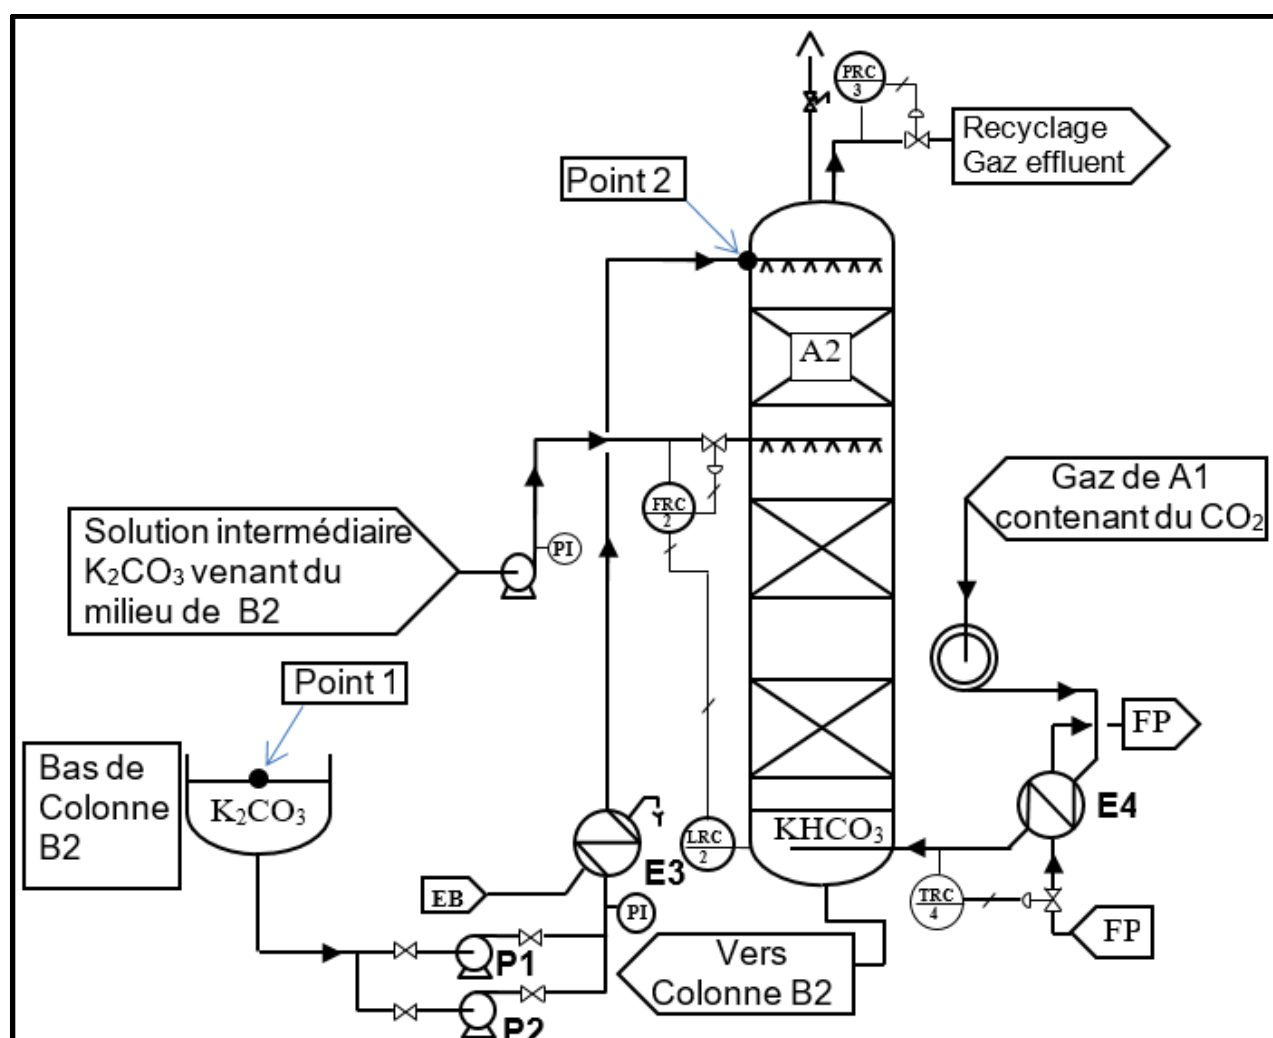 PRC
3
Recyclage
Gaz effluent
Point 2
A2
Gaz de A1
contenant du CO₂
FRC
2
Solution intermédiaire
K₂CO₃ venant du
milieu de B2
PI
Point 1
FP
Bas de
Colonne
B2
K₂CO₃
E4
KHCO₃
LRC
2
E3
EB
PI
TRC
4
FP
P1
Vers
Colonne B2
P2